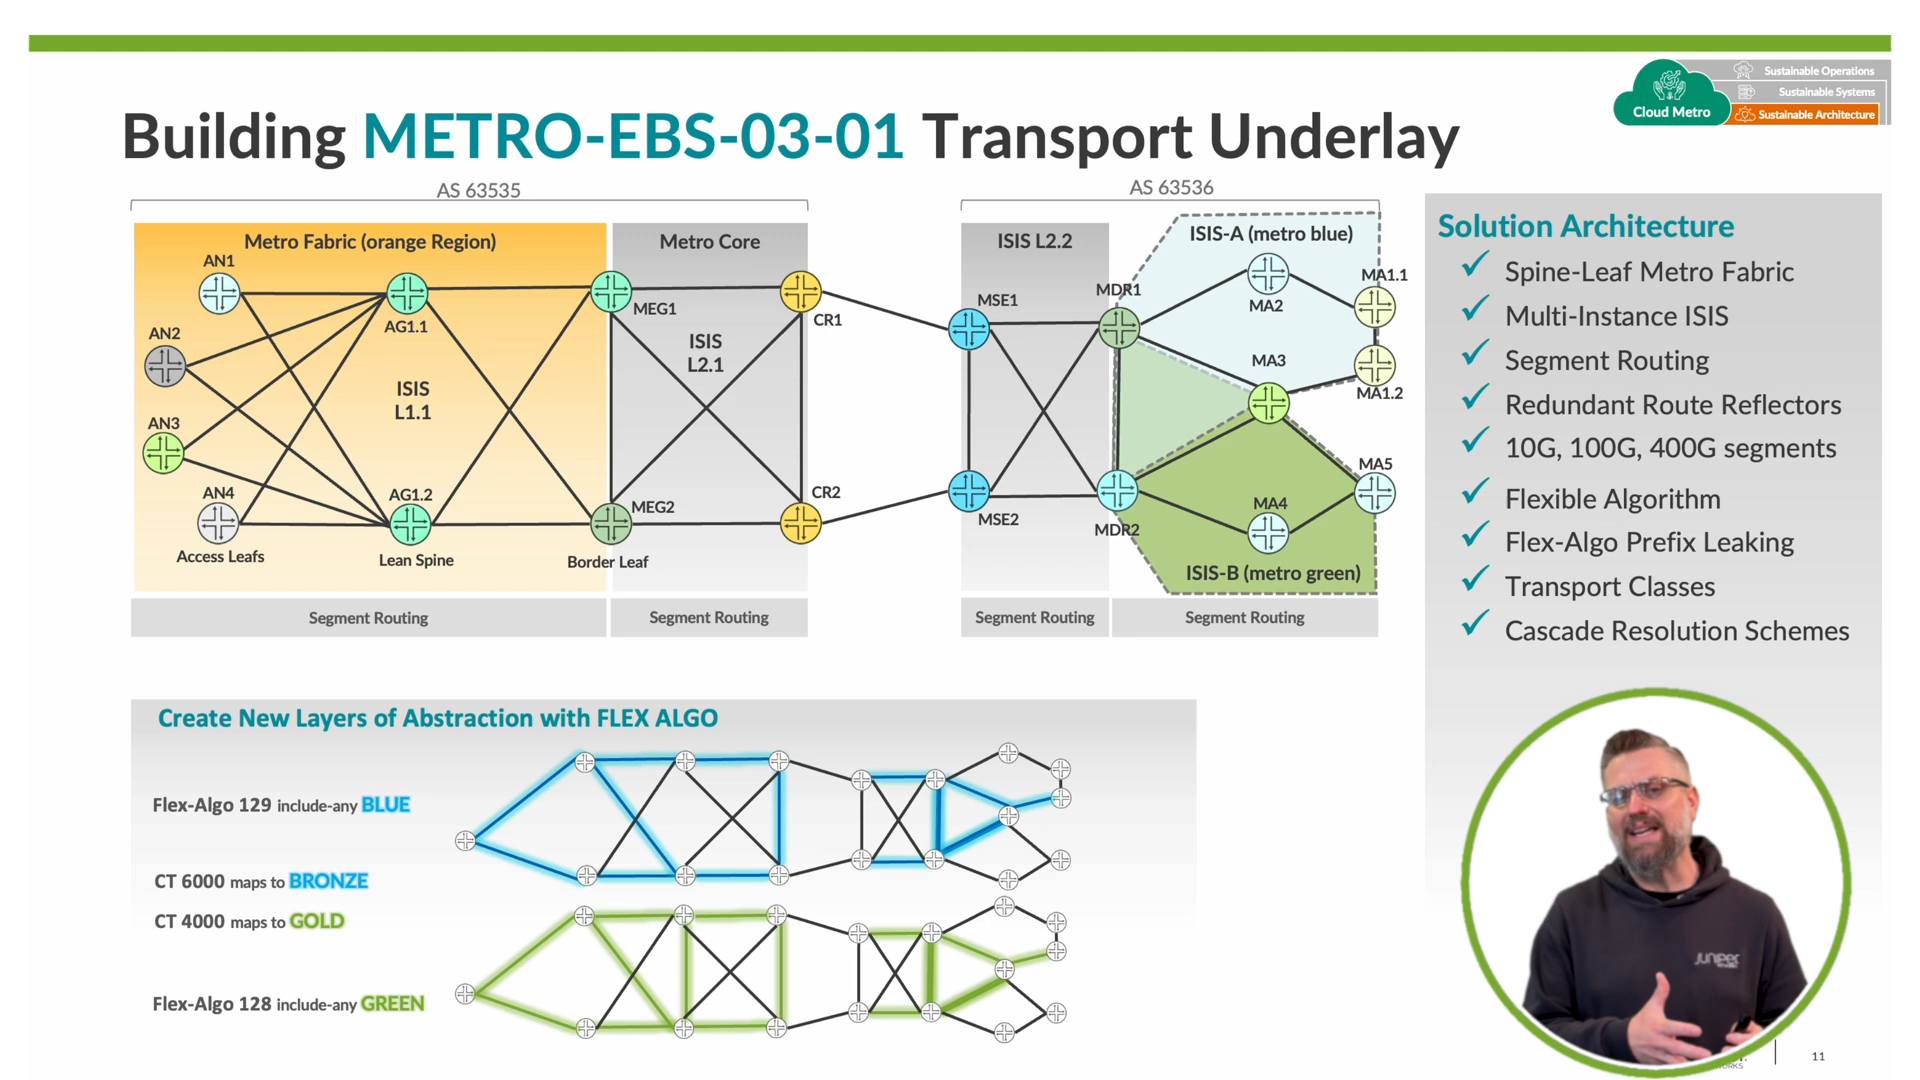 Sustainable Operations
Sustainable Systems
Cloud Metro
Sustainable Architecture
Building METRO-EBS-03-01 Transport Underlay
AS 63535
AS 63536
Metro Fabric (orange Region)
Metro Core
ISIS L2.2
ISIS-A (metro blue)
AN1
AG1.1
MEG1
CR1
AN2
AN3
AN4
ISIS
L1.1
ISIS
L2.1
AG1.2
MEG2
CR2
Access Leafs
Lean Spine
Border Leaf
MSE1
MDR1
MA2
MA1.1
MA3
MA1.2
MSE2
MDR2
MA4
MA5
ISIS-B (metro green)
Segment Routing
Segment Routing
Segment Routing
Segment Routing
Solution Architecture
Spine-Leaf Metro Fabric
Multi-Instance ISIS
Segment Routing
Redundant Route Reflectors
10G, 100G, 400G segments
Flexible Algorithm
Flex-Algo Prefix Leaking
Transport Classes
Cascade Resolution Schemes
Create New Layers of Abstraction with FLEX ALGO
Flex-Algo 129 include-any BLUE
CT 6000 maps to BRONZE
CT 4000 maps to GOLD
Flex-Algo 128 include-any GREEN
JUNIPER
11